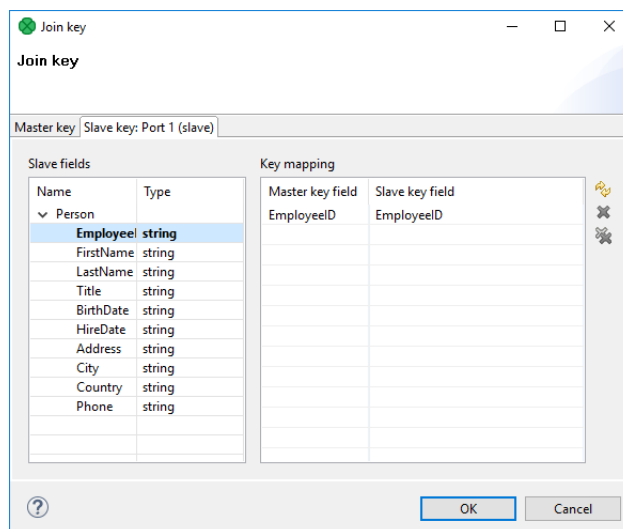 Join key
Join key
Master key Slave key: Port 1 (slave)
Slave fields Key mapping
Name Type Master key field Slave key field
Person EmployeeID EmployeeID
Employeel string
FirstName string
LastName string
Title string
BirthDate string
HireDate string
Address string
City string
Country string
Phone string
? OK Cancel